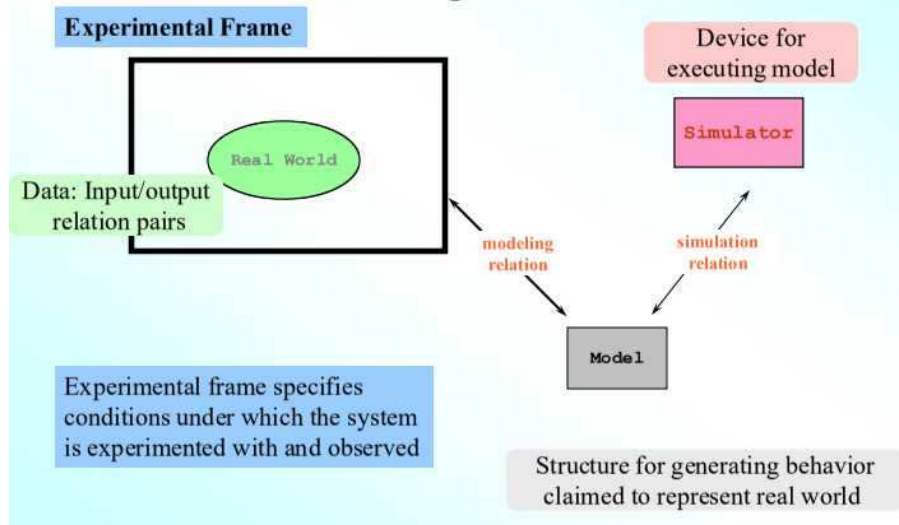 Experimental Frame
Device for
executing model
Simulator
Real World
Data: Input/output
relation pairs
modeling
relation
simulation
relation
Model
Experimental frame specifies
conditions under which the system
is experimented with and observed
Structure for generating behavior
claimed to represent real world